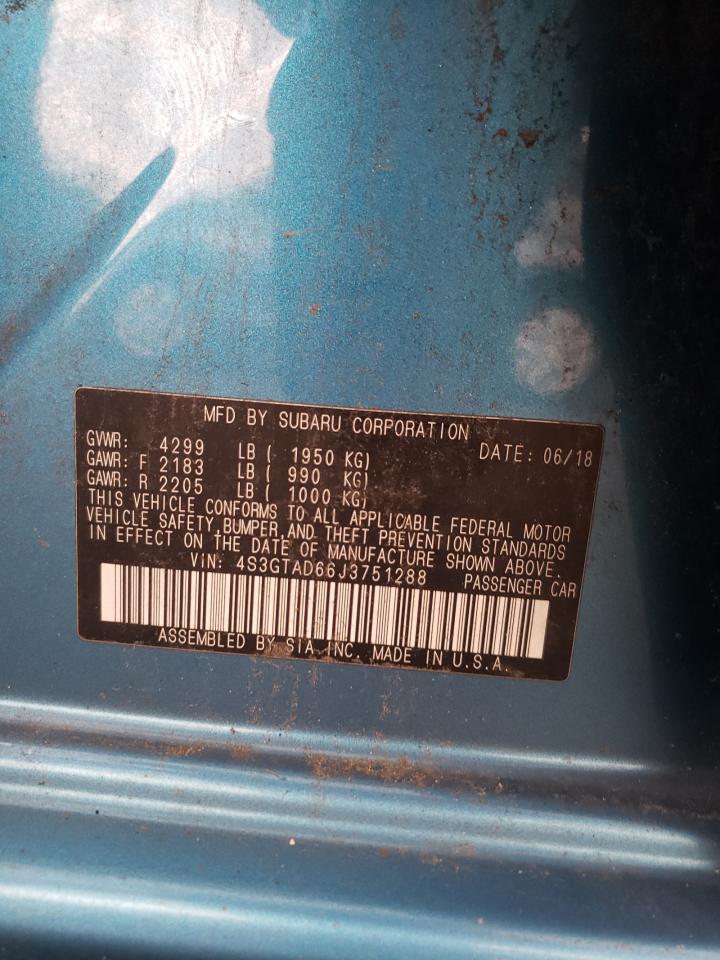 MFD BY SUBARU CORPORATION
GVWR: 4299 LB ( 1950 KG) DATE: 06/18
GAWR: F 2183 LB ( 990 KG)
GAWR: R 2205 LB ( 1000 KG)
THIS VEHICLE CONFORMS TO ALL APPLICABLE FEDERAL MOTOR
VEHICLE SAFETY, BUMPER, AND THEFT PREVENTION STANDARDS
IN EFFECT ON THE DATE OF MANUFACTURE SHOWN ABOVE.
VIN: 4S3GTAD66J3751288 PASSENGER CAR
ASSEMBLED BY SIA INC. MADE IN U.S.A.